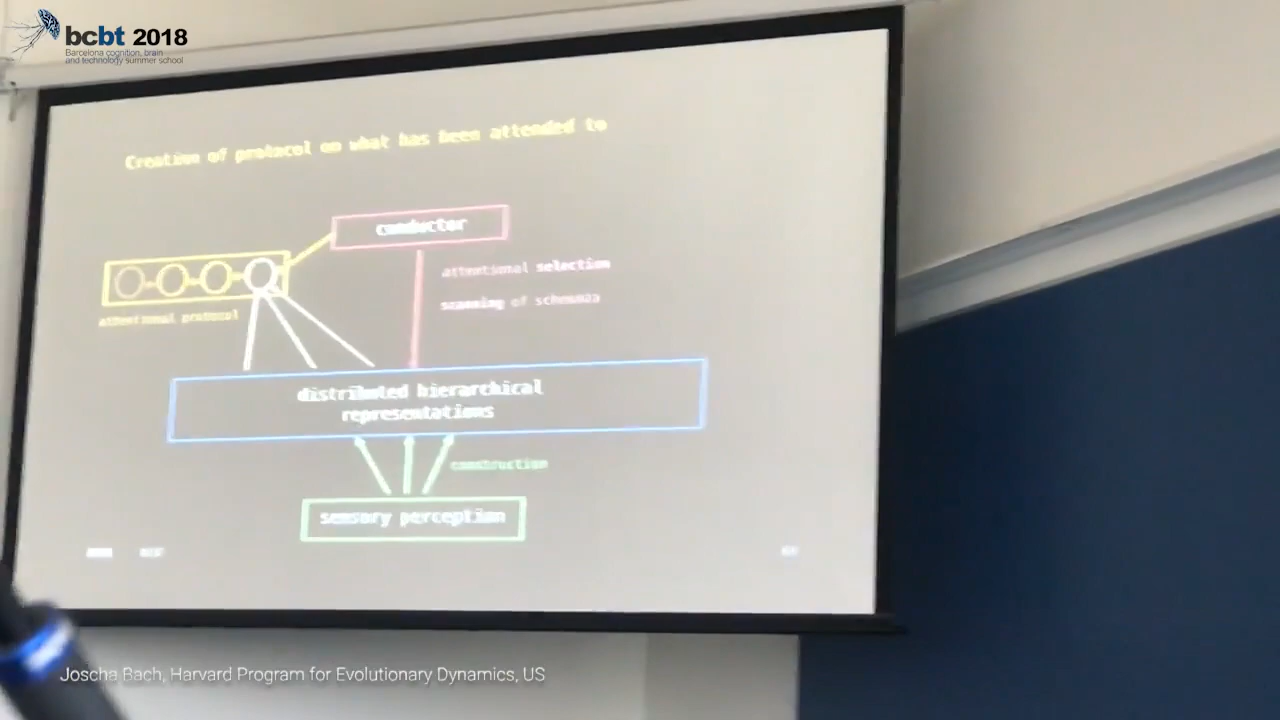 bcbt 2018
Barcelona cognition, brain
and technology summer school
Creation of protocol on what has been attended to
conductor
attentional selection
scanning of schemata
attentional protocol
distributed hierarchical
representations
construction
sensory perception
Joscha Bach, Harvard Program for Evolutionary Dynamics, US